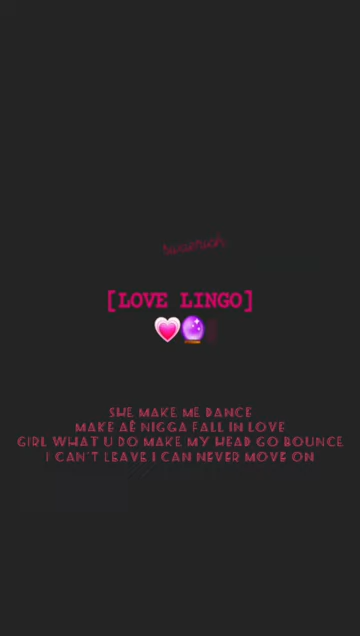 [LOVE LINGO]
💗🔮
SHE MAKE ME DANCE
MAKE AÊ NIGGA FALL IN LOVE
GIRL WHAT U DO MAKE MY HEAD GO BOUNCE
I CAN'T LEAVE I CAN NEVER MOVE ON